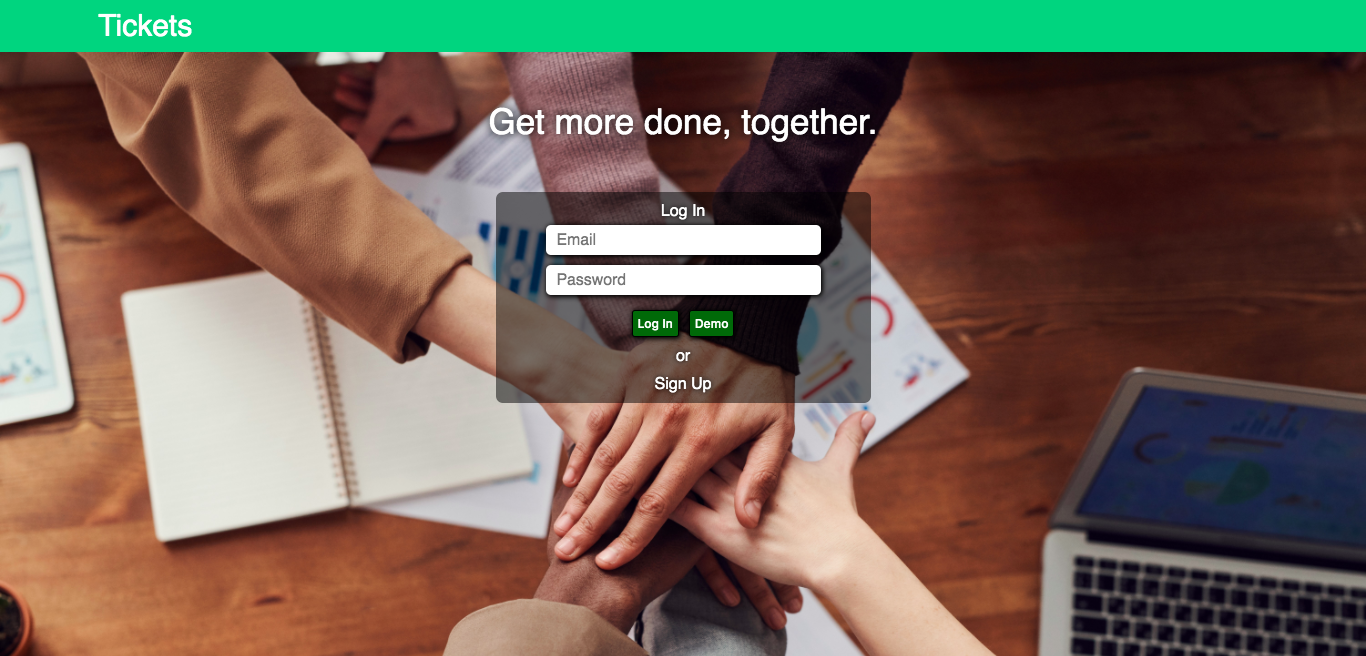 Tickets
Get more done, together.
Log In
Email
Password
Log In Demo
or
Sign Up